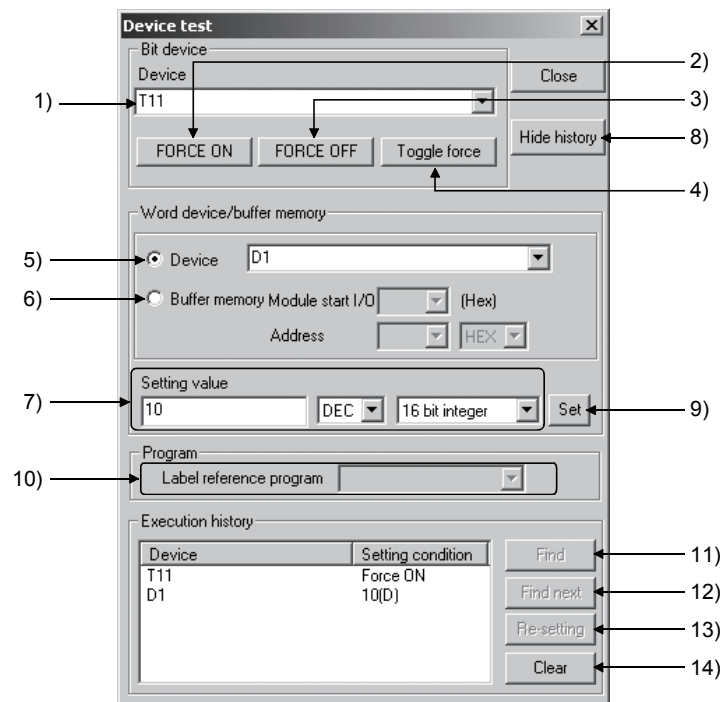 Device test
Bit device
2)
Device
Close
1)
T11
3)
FORCE ON
FORCE OFF
Toggle force
Hide history
8)
4)
Word device/buffer memory
5)
Device
D1
6)
Buffer memory Module start I/O
(Hex)
Address
HEX
Setting value
7)
10
DEC
16 bit integer
Set
9)
Program
10)
Label reference program
Execution history
Device
Setting condition
Find
11)
T11
Force ON
D1
10(D)
Find next
12)
Re-setting
13)
Clear
14)